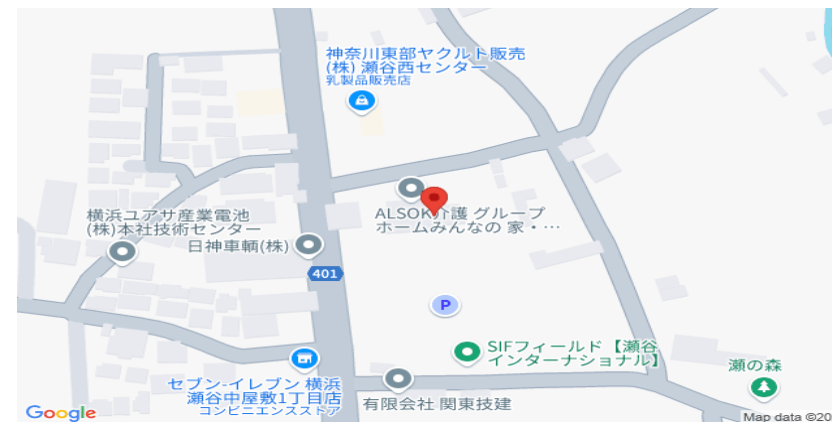 神奈川東部ヤクルト販売
(株) 瀬谷西センター
乳製品販売店
ALSOK介護 グループ
ホームみんなの 家・…
横浜ユアサ産業電池
(株)本社技術センター
日神車輌(株)
401
P
SIFフィールド【瀬谷
インターナショナル】
瀬の森
セブン-イレブン 横浜
瀬谷中屋敷1丁目店
コンビニエンスストア
有限会社 関東技建
Google
Map data ©20